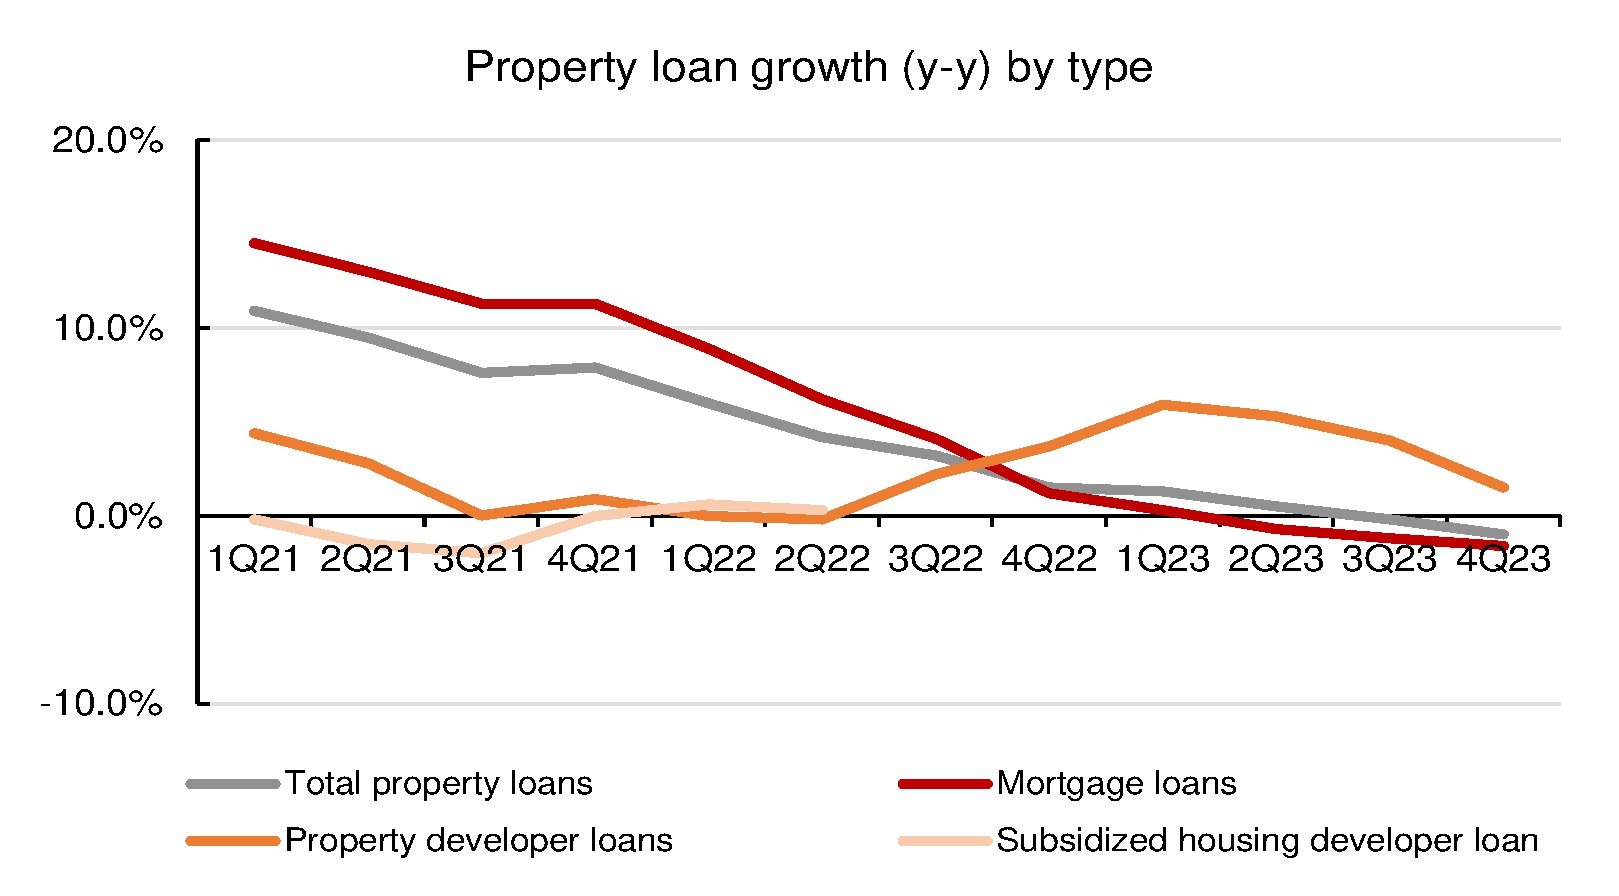 Property loan growth (y-y) by type
20.0%
10.0%
0.0%
-10.0%
1Q21 2Q21 3Q21 4Q21 1Q22 2Q22 3Q22 4Q22 1Q23 2Q23 3Q23 4Q23
Total property loans
Mortgage loans
Property developer loans
Subsidized housing developer loan